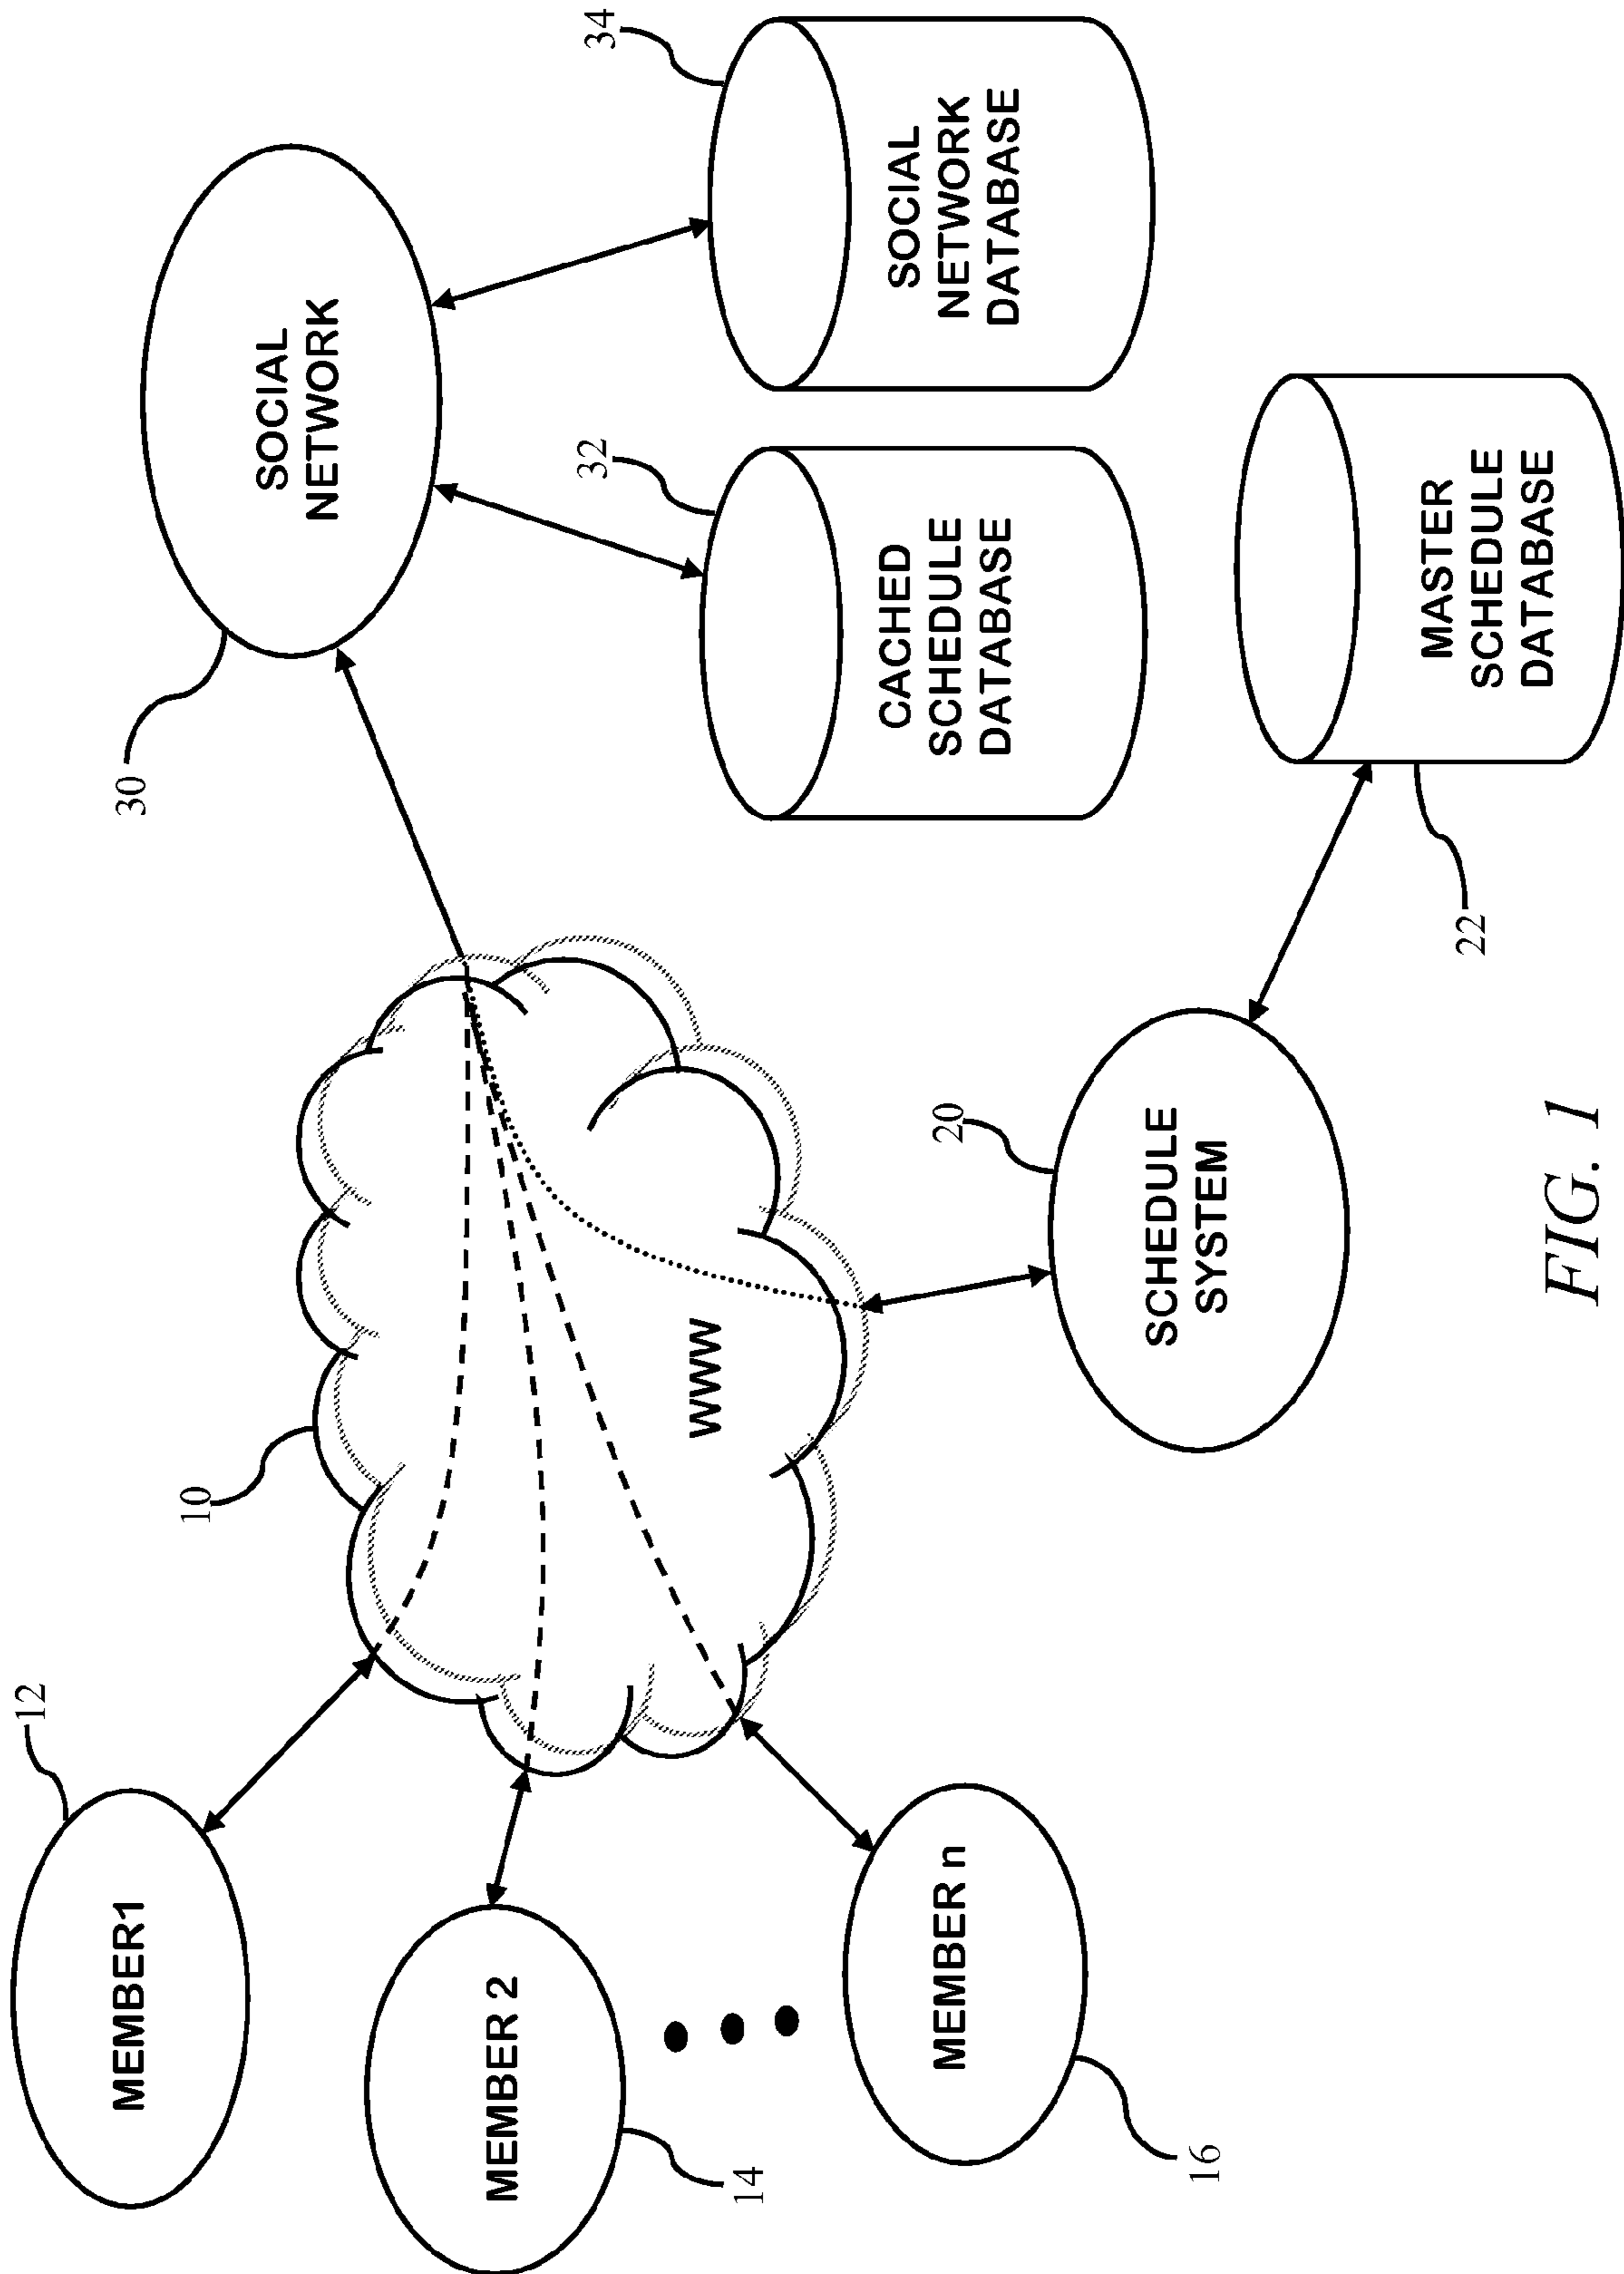 12
MEMBER1
MEMBER 2
14
MEMBER n
16
10
WWW
30
SOCIAL
NETWORK
32
CACHED
SCHEDULE
DATABASE
34
SOCIAL
NETWORK
DATABASE
20
SCHEDULE
SYSTEM
22
MASTER
SCHEDULE
DATABASE
FIG. 1